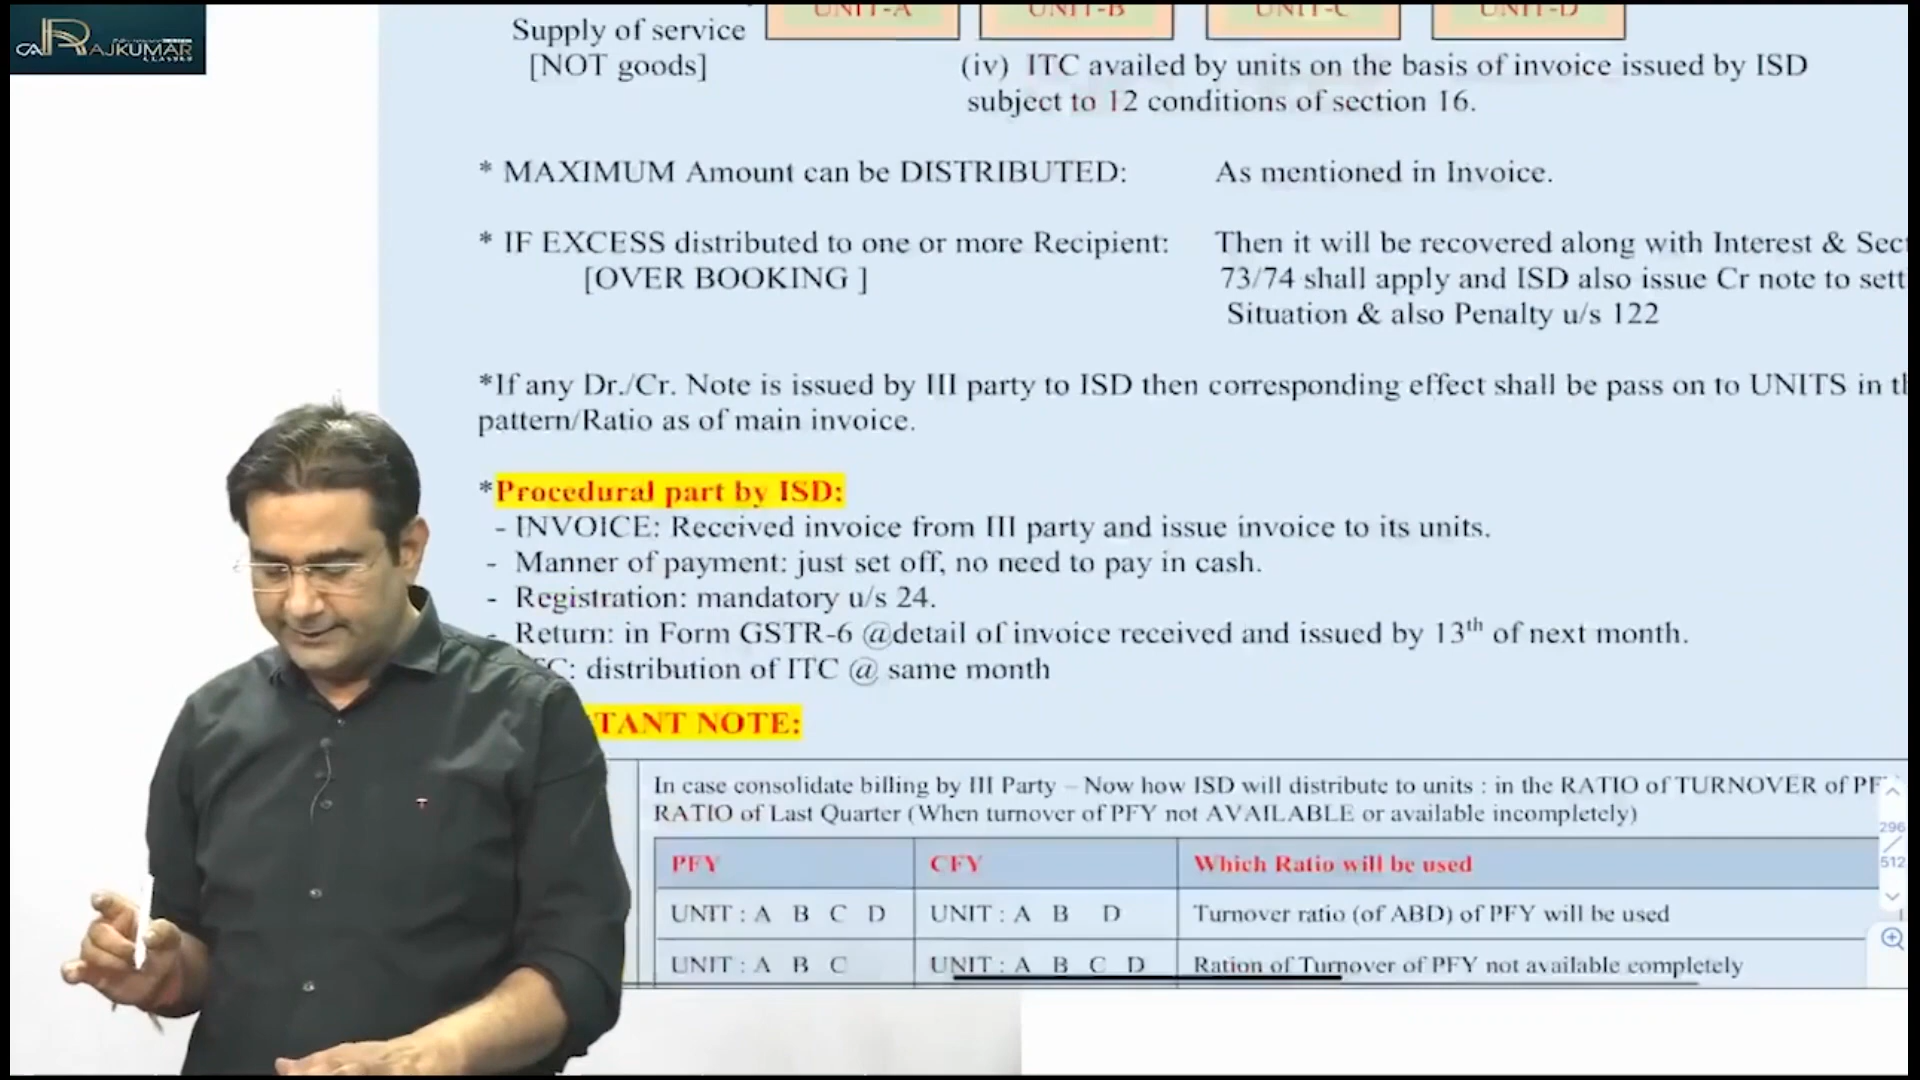 CA RAJKUMAR
CLASSES
UNIT-A UNIT-B UNIT-C UNIT-D
Supply of service
[NOT goods]
(iv) ITC availed by units on the basis of invoice issued by ISD
subject to 12 conditions of section 16.
* MAXIMUM Amount can be DISTRIBUTED: As mentioned in Invoice.
* IF EXCESS distributed to one or more Recipient: Then it will be recovered along with Interest & Sec
[OVER BOOKING ] 73/74 shall apply and ISD also issue Cr note to sett
Situation & also Penalty u/s 122
*If any Dr./Cr. Note is issued by III party to ISD then corresponding effect shall be pass on to UNITS in th
pattern/Ratio as of main invoice.
*Procedural part by ISD:
- INVOICE: Received invoice from III party and issue invoice to its units.
- Manner of payment: just set off, no need to pay in cash.
- Registration: mandatory u/s 24.
- Return: in Form GSTR-6 @detail of invoice received and issued by 13th of next month.
TC: distribution of ITC @ same month
TANT NOTE:
In case consolidate billing by III Party – Now how ISD will distribute to units : in the RATIO of TURNOVER of PF
RATIO of Last Quarter (When turnover of PFY not AVAILABLE or available incompletely)
PFY CFY Which Ratio will be used
UNIT : A B C D UNIT : A B D Turnover ratio (of ABD) of PFY will be used
UNIT : A B C UNIT : A B C D Ration of Turnover of PFY not available completely
296
/
512